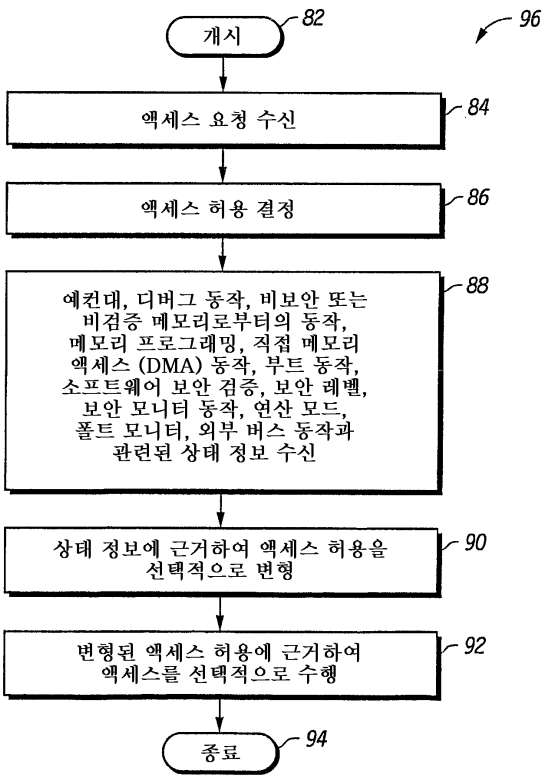 개시
82
96
액세스 요청 수신
84
액세스 허용 결정
86
예컨대, 디버그 동작, 비보안 또는
비검증 메모리로부터의 동작,
메모리 프로그래밍, 직접 메모리
액세스 (DMA) 동작, 부트 동작,
소프트웨어 보안 검증, 보안 레벨,
보안 모니터 동작, 연산 모드,
폴트 모니터, 외부 버스 동작과
관련된 상태 정보 수신
88
상태 정보에 근거하여 액세스 허용을
선택적으로 변형
90
변형된 액세스 허용에 근거하여
액세스를 선택적으로 수행
92
종료
94